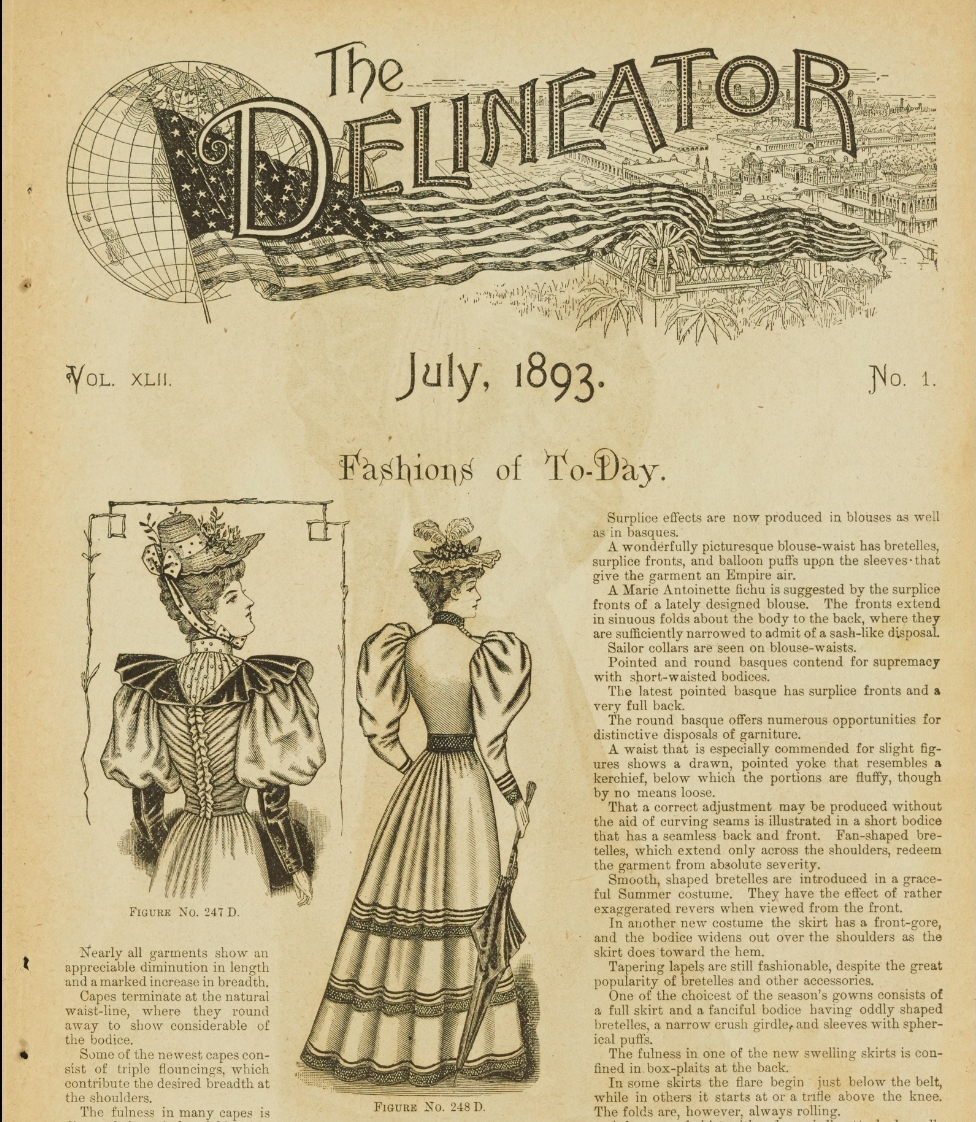 The
DELINEATOR
VOL. XLII. July, 1893. No. 1.
Fashions of To-Day.
FIGURE No. 247 D.
Nearly all garments show an
appreciable diminution in length
and a marked increase in breadth.
Capes terminate at the natural
waist-line, where they round
away to show considerable of
the bodice.
Some of the newest capes con-
sist of triple flouncings, which
contribute the desired breadth at
the shoulders.
The fulness in many capes is
FIGURE No. 248 D.
Surplice effects are now produced in blouses as well
as in basques.
A wonderfully picturesque blouse-waist has bretelles,
surplice fronts, and balloon puffs upon the sleeves that
give the garment an Empire air.
A Marie Antoinette fichu is suggested by the surplice
fronts of a lately designed blouse. The fronts extend
in sinuous folds about the body to the back, where they
are sufficiently narrowed to admit of a sash-like disposal.
Sailor collars are seen on blouse-waists.
Pointed and round basques contend for supremacy
with short-waisted bodices.
The latest pointed basque has surplice fronts and a
very full back.
The round basque offers numerous opportunities for
distinctive disposals of garniture.
A waist that is especially commended for slight fig-
ures shows a drawn, pointed yoke that resembles a
kerchief, below which the portions are fluffy, though
by no means loose.
That a correct adjustment may be produced without
the aid of curving seams is illustrated in a short bodice
that has a seamless back and front. Fan-shaped bre-
telles, which extend only across the shoulders, redeem
the garment from absolute severity.
Smooth, shaped bretelles are introduced in a grace-
ful Summer costume. They have the effect of rather
exaggerated revers when viewed from the front.
In another new costume the skirt has a front-gore,
and the bodice widens out over the shoulders as the
skirt does toward the hem.
Tapering lapels are still fashionable, despite the great
popularity of bretelles and other accessories.
One of the choicest of the season's gowns consists of
a full skirt and a fanciful bodice having oddly shaped
bretelles, a narrow crush girdle, and sleeves with spher-
ical puffs.
The fulness in one of the new swelling skirts is con-
fined in box-plaits at the back.
In some skirts the flare begin just below the belt,
while in others it starts at or a trifle above the knee.
The folds are, however, always rolling.